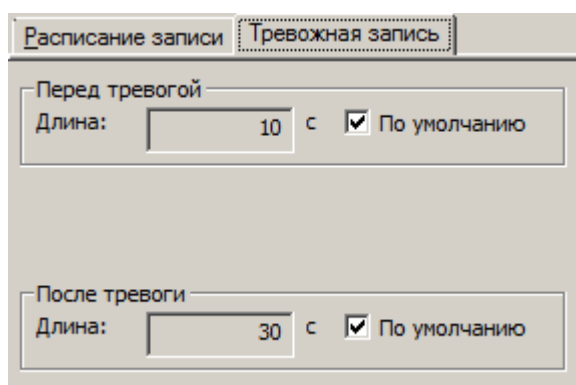 Расписание записи Тревожная запись
Перед тревогой
Длина: 10 с По умолчанию
После тревоги
Длина: 30 с По умолчанию